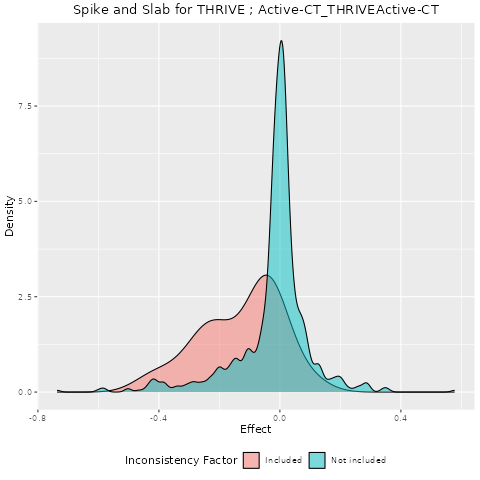 Spike and Slab for THRIVE ; Active-CT_THRIVEActive-CT
7.5
5.0
2.5
0.0
Density
-0.8 -0.4 0.0 0.4
Effect
Inconsistency Factor Included Not included